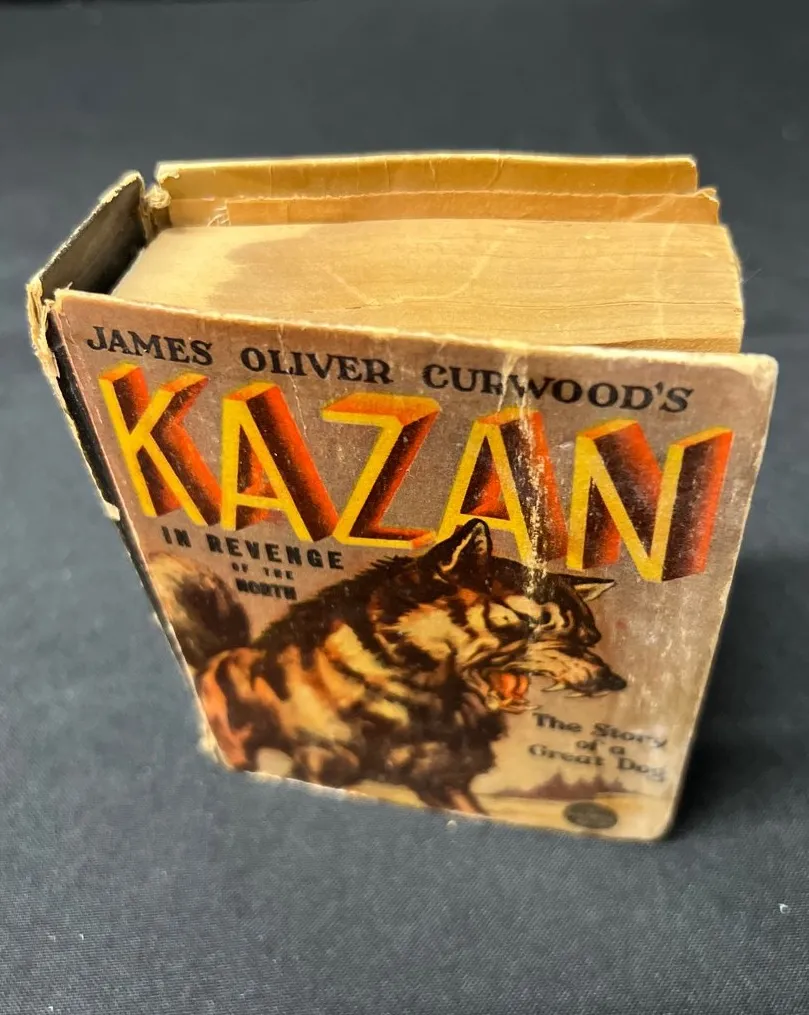 JAMES OLIVER CURWOOD'S
KAZAN
IN REVENGE
OF THE
NORTH
The Story
of a
Great Dog